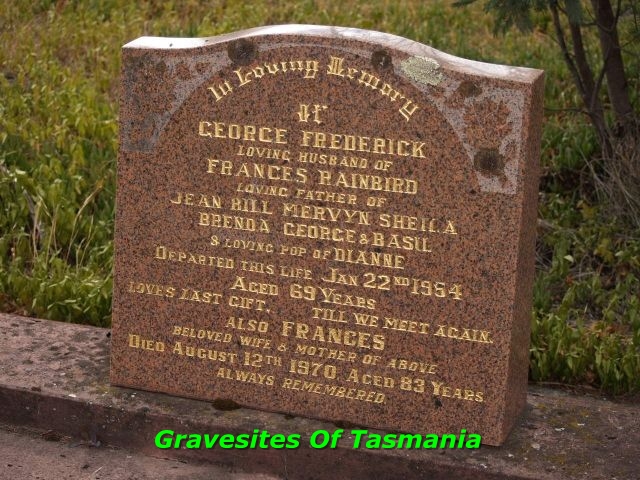 In Loving Memory
of
GEORGE FREDERICK
LOVING HUSBAND OF
FRANCES RAINBIRD
LOVING FATHER OF
JEAN BILL MERVYN SHEILA
BRENDA GEORGE & BASIL
& LOVING POP OF DIANNE
DEPARTED THIS LIFE JAN 22ND 1954
AGED 69 YEARS
LOVES LAST GIFT. TILL WE MEET AGAIN.
ALSO FRANCES
BELOVED WIFE & MOTHER OF ABOVE
DIED AUGUST 12TH 1970 AGED 83 YEARS
ALWAYS REMEMBERED.
Gravesites Of Tasmania